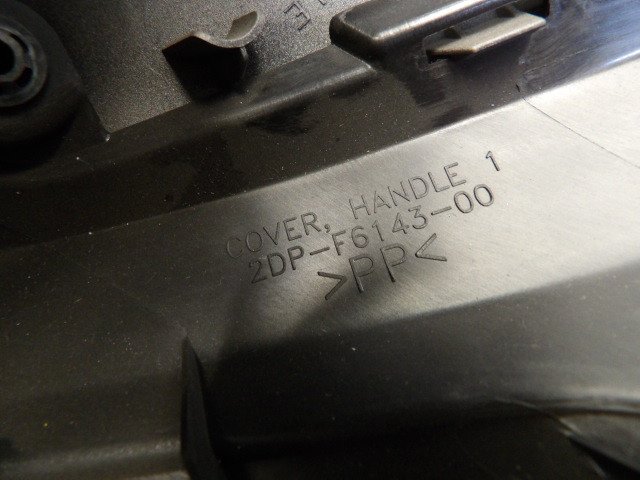 COVER, HANDLE 1
2DP-F6143-00
>PP<